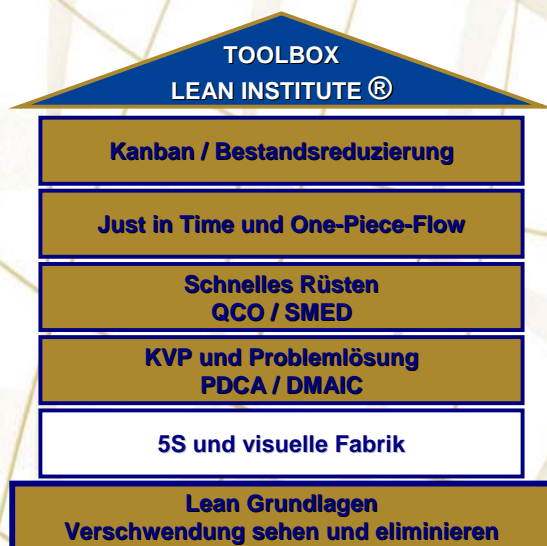 TOOLBOX
LEAN INSTITUTE ®
Kanban / Bestandsreduzierung
Just in Time und One-Piece-Flow
Schnelles Rüsten
QCO / SMED
KVP und Problemlösung
PDCA / DMAIC
5S und visuelle Fabrik
Lean Grundlagen
Verschwendung sehen und eliminieren